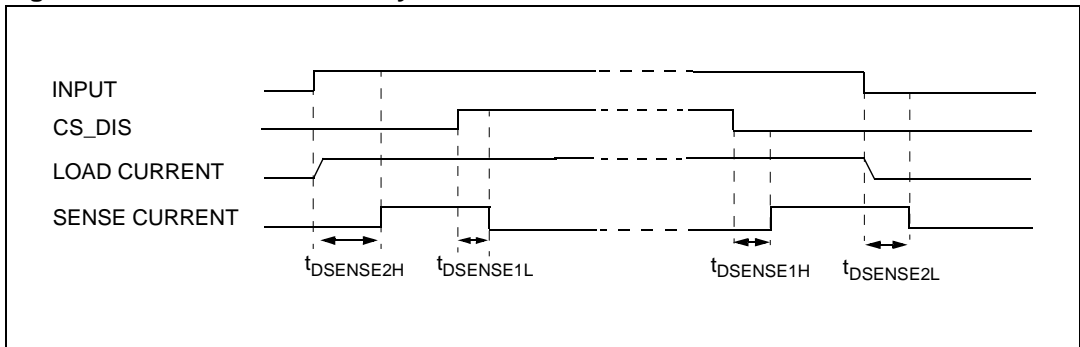 INPUT
CS_DIS
LOAD CURRENT
SENSE CURRENT
tDSENSE2H
tDSENSE1L
tDSENSE1H
tDSENSE2L